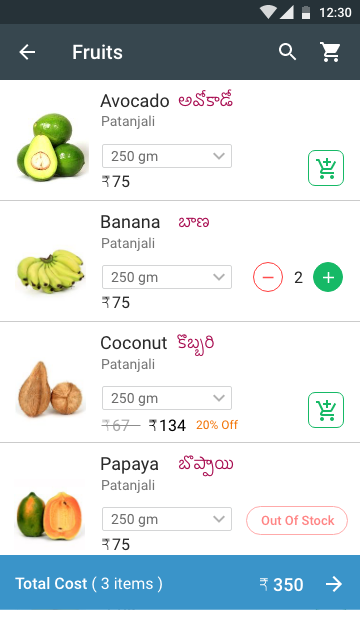 12:30
Fruits
Avocado అవోకాడో
Patanjali
250 gm
₹75
Banana బాణ
Patanjali
250 gm
2
₹75
Coconut కొబ్బరి
Patanjali
250 gm
₹67 ₹134 20% Off
Papaya బొప్పాయి
Patanjali
250 gm Out Of Stock
₹75
Total Cost ( 3 items ) ₹ 350